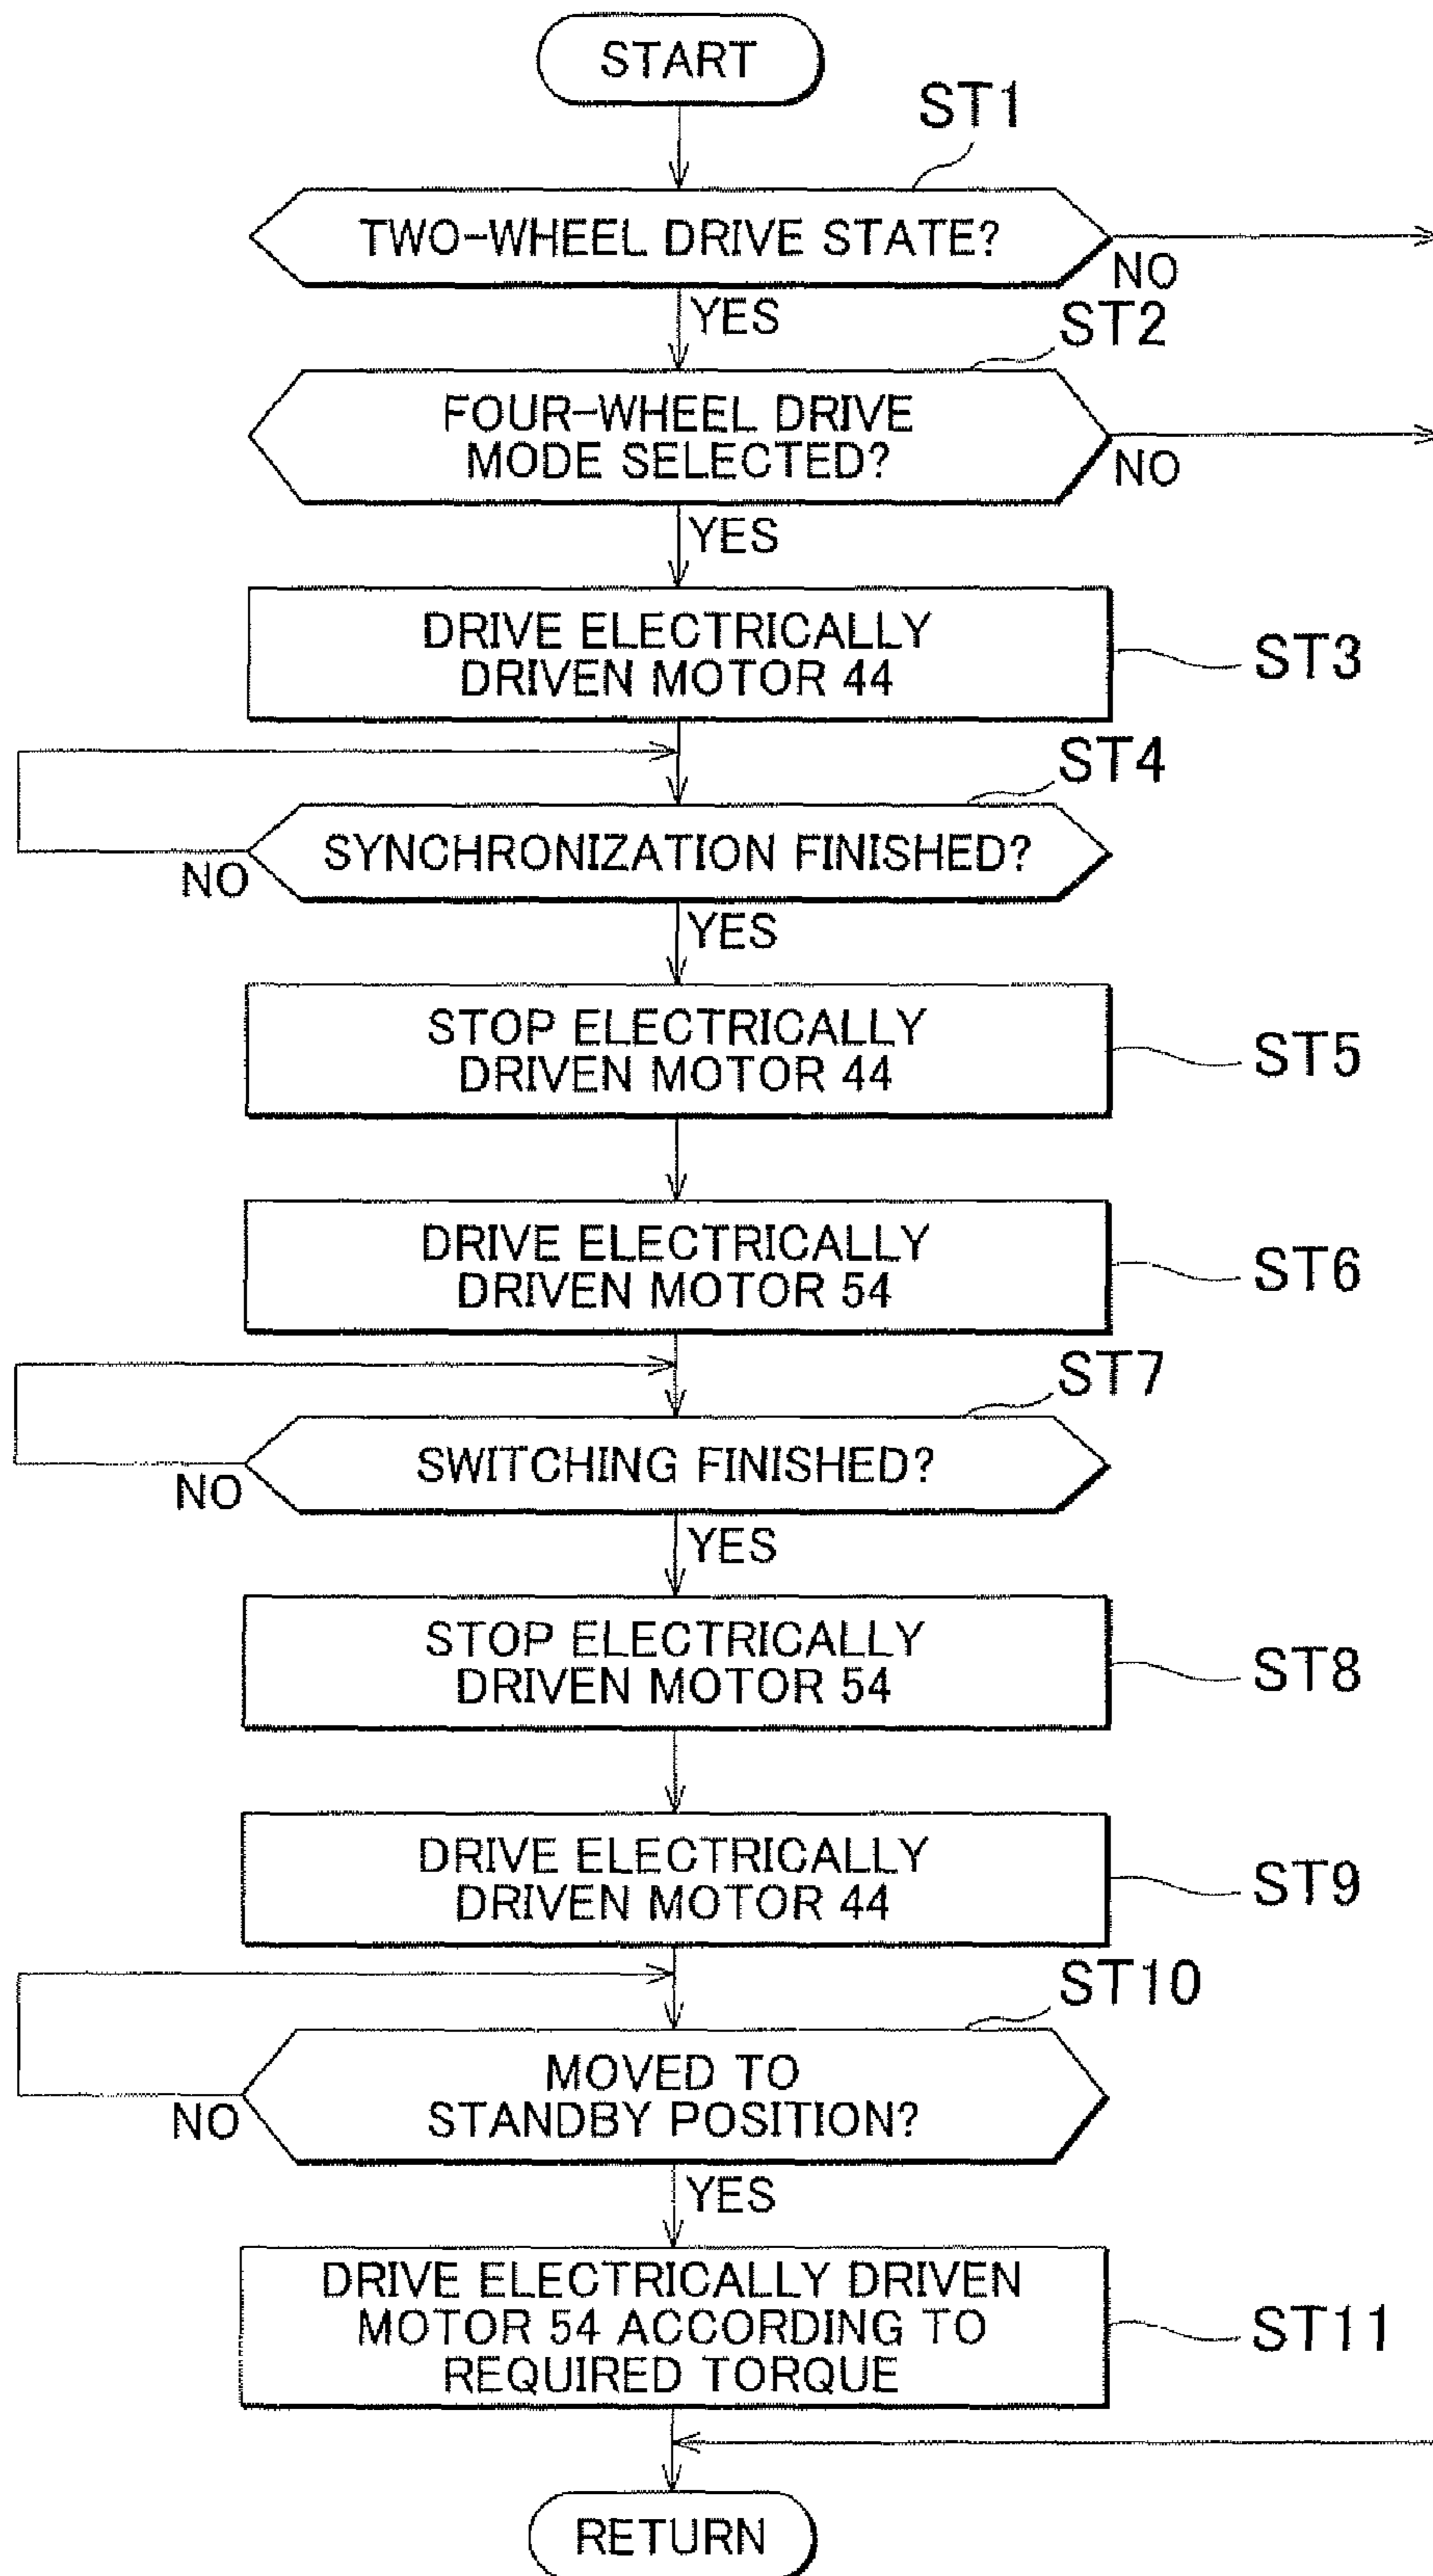 START
ST1
TWO-WHEEL DRIVE STATE?
NO
YES
ST2
FOUR-WHEEL DRIVE
MODE SELECTED?
NO
YES
DRIVE ELECTRICALLY
DRIVEN MOTOR 44
ST3
ST4
SYNCHRONIZATION FINISHED?
NO
YES
STOP ELECTRICALLY
DRIVEN MOTOR 44
ST5
DRIVE ELECTRICALLY
DRIVEN MOTOR 54
ST6
ST7
SWITCHING FINISHED?
NO
YES
STOP ELECTRICALLY
DRIVEN MOTOR 54
ST8
DRIVE ELECTRICALLY
DRIVEN MOTOR 44
ST9
ST10
MOVED TO
STANDBY POSITION?
NO
YES
DRIVE ELECTRICALLY DRIVEN
MOTOR 54 ACCORDING TO
REQUIRED TORQUE
ST11
RETURN